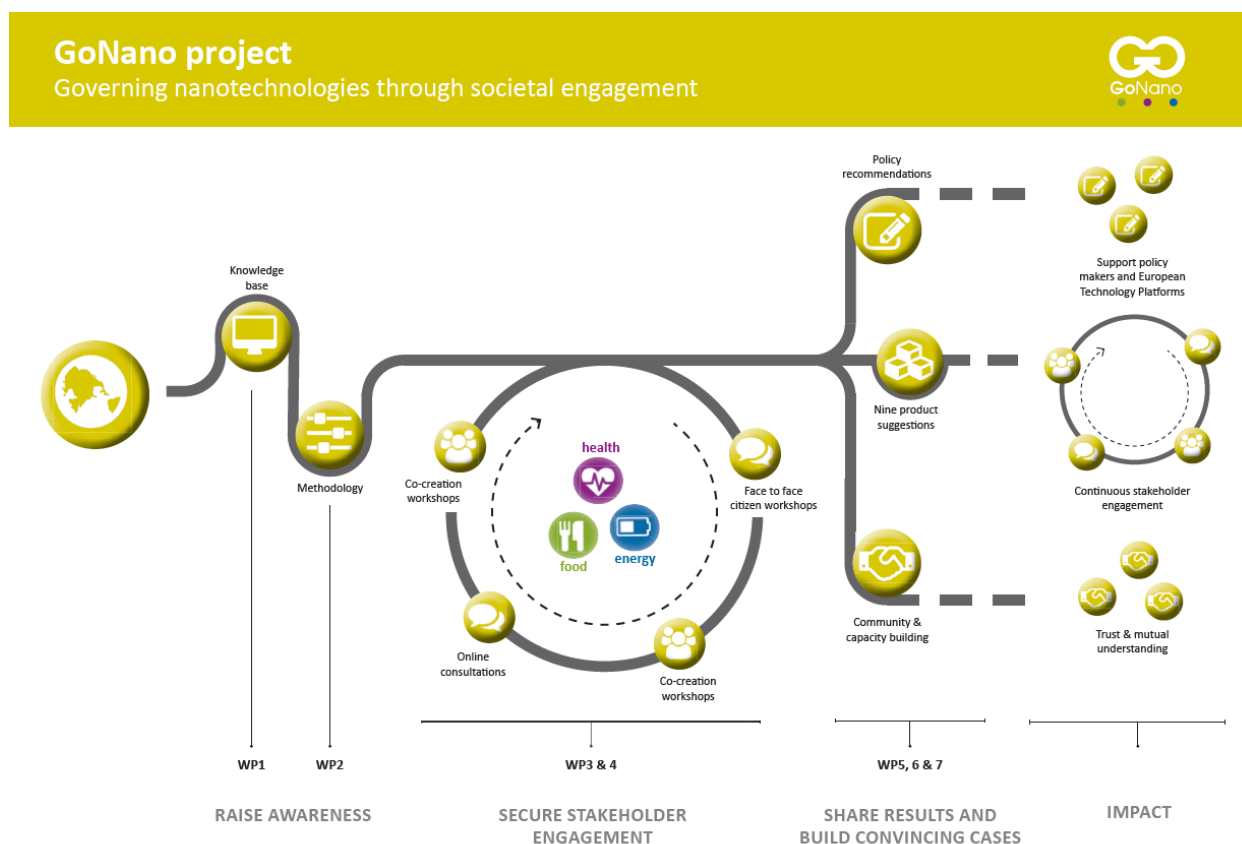 GoNano project
Governing nanotechnologies through societal engagement
GoNano
Knowledge
base
Methodology
Co-creation
workshops
health
food
energy
Face to face
citizen workshops
Online
consultations
Co-creation
workshops
Policy
recommendations
Nine product
suggestions
Community &
capacity building
Support policy
makers and European
Technology Platforms
Continuous stakeholder
engagement
Trust & mutual
understanding
WP1
WP2
WP3 & 4
WP5, 6 & 7
RAISE AWARENESS
SECURE STAKEHOLDER
ENGAGEMENT
SHARE RESULTS AND
BUILD CONVINCING CASES
IMPACT